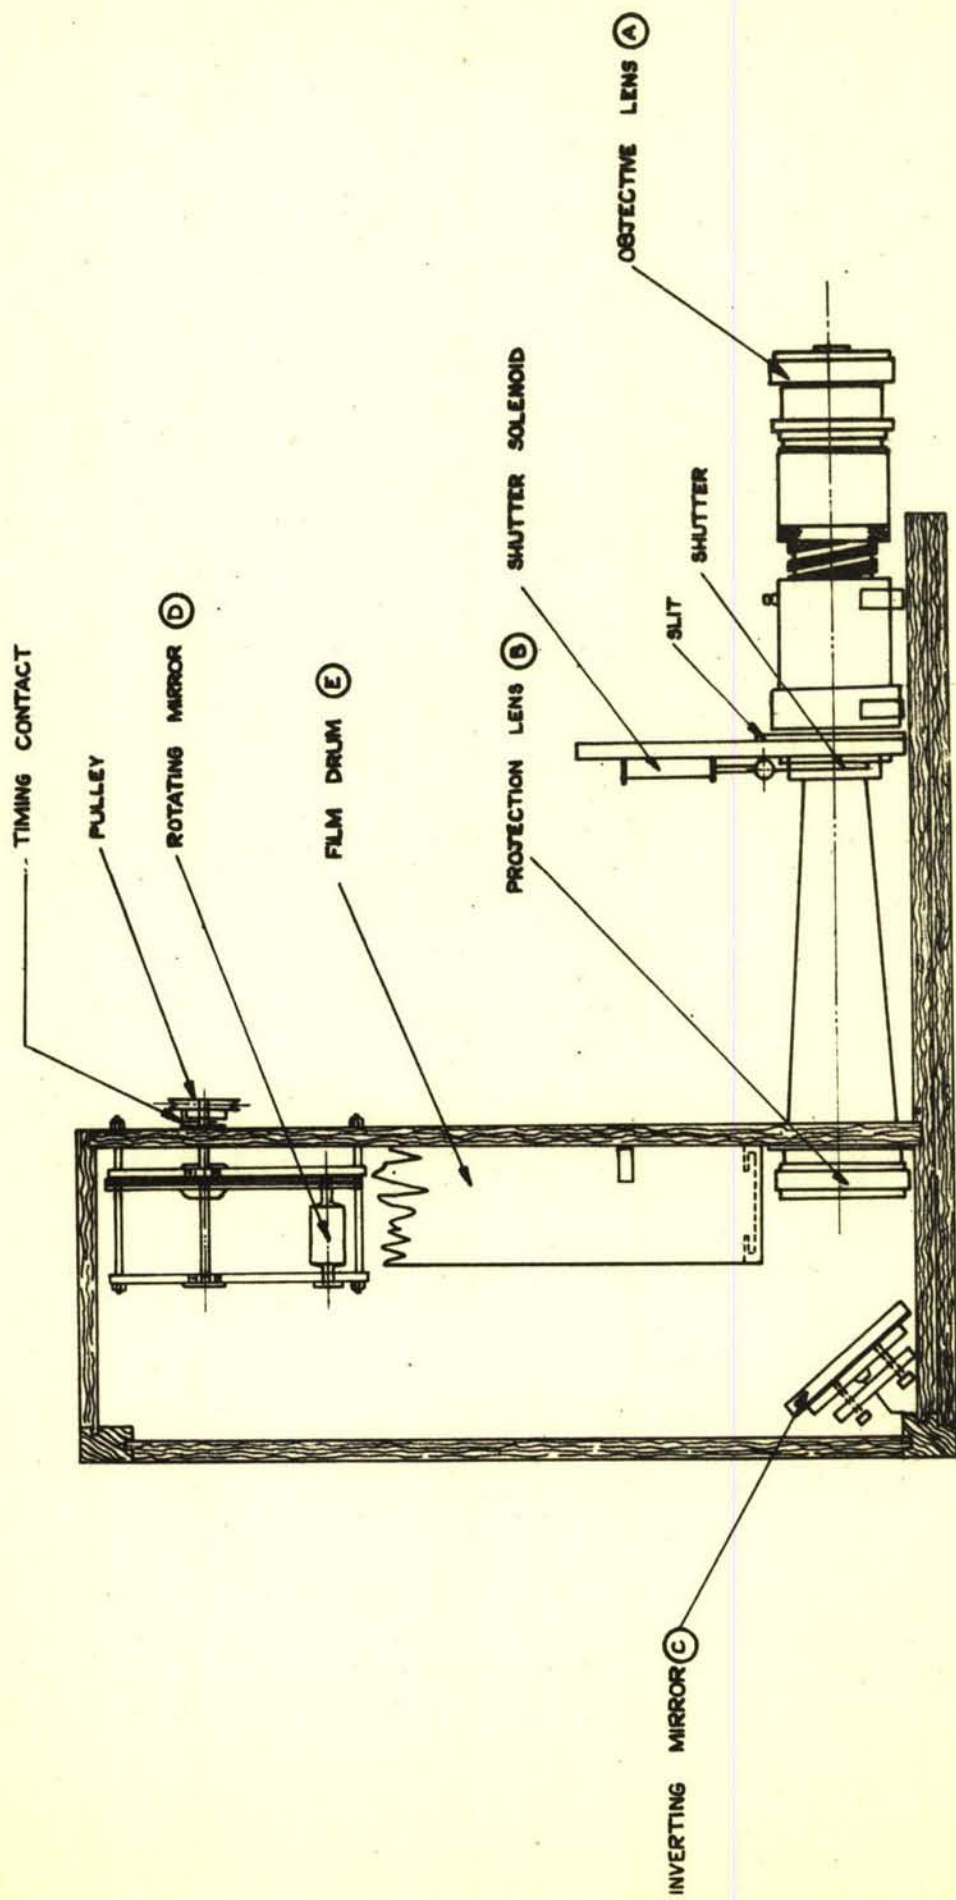 TIMING CONTACT
PULLEY
ROTATING MIRROR D
FILM DRUM E
PROJECTION LENS B
SHUTTER SOLENOID
OBJECTIVE LENS A
SLIT
SHUTTER
INVERTING MIRROR C